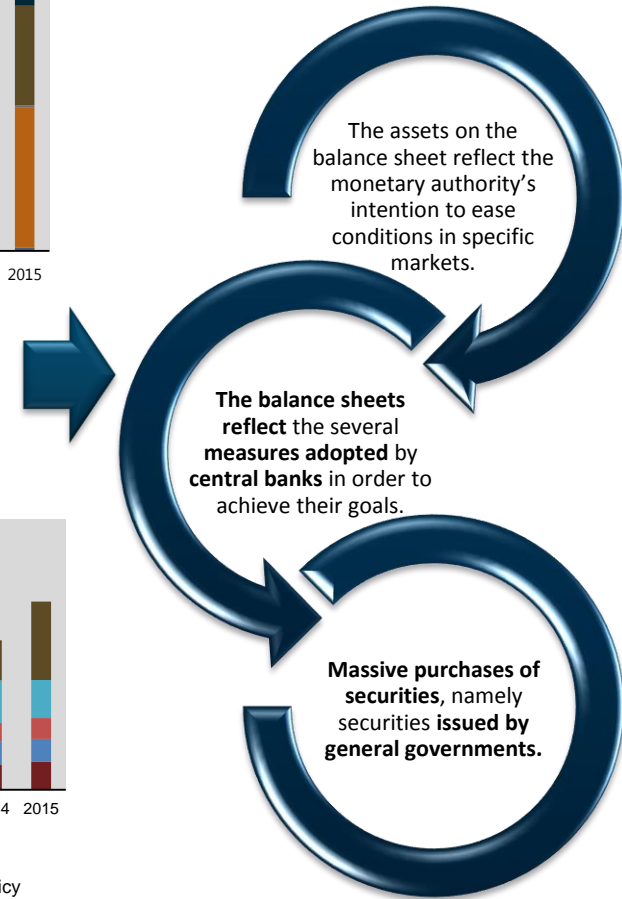 The assets on the
balance sheet reflect the
monetary authority’s
intention to ease
conditions in specific
markets.
2015
The balance sheets
reflect the several
measures adopted by
central banks in order to
achieve their goals.
Massive purchases of
securities, namely
securities issued by
general governments.
4 2015
icy